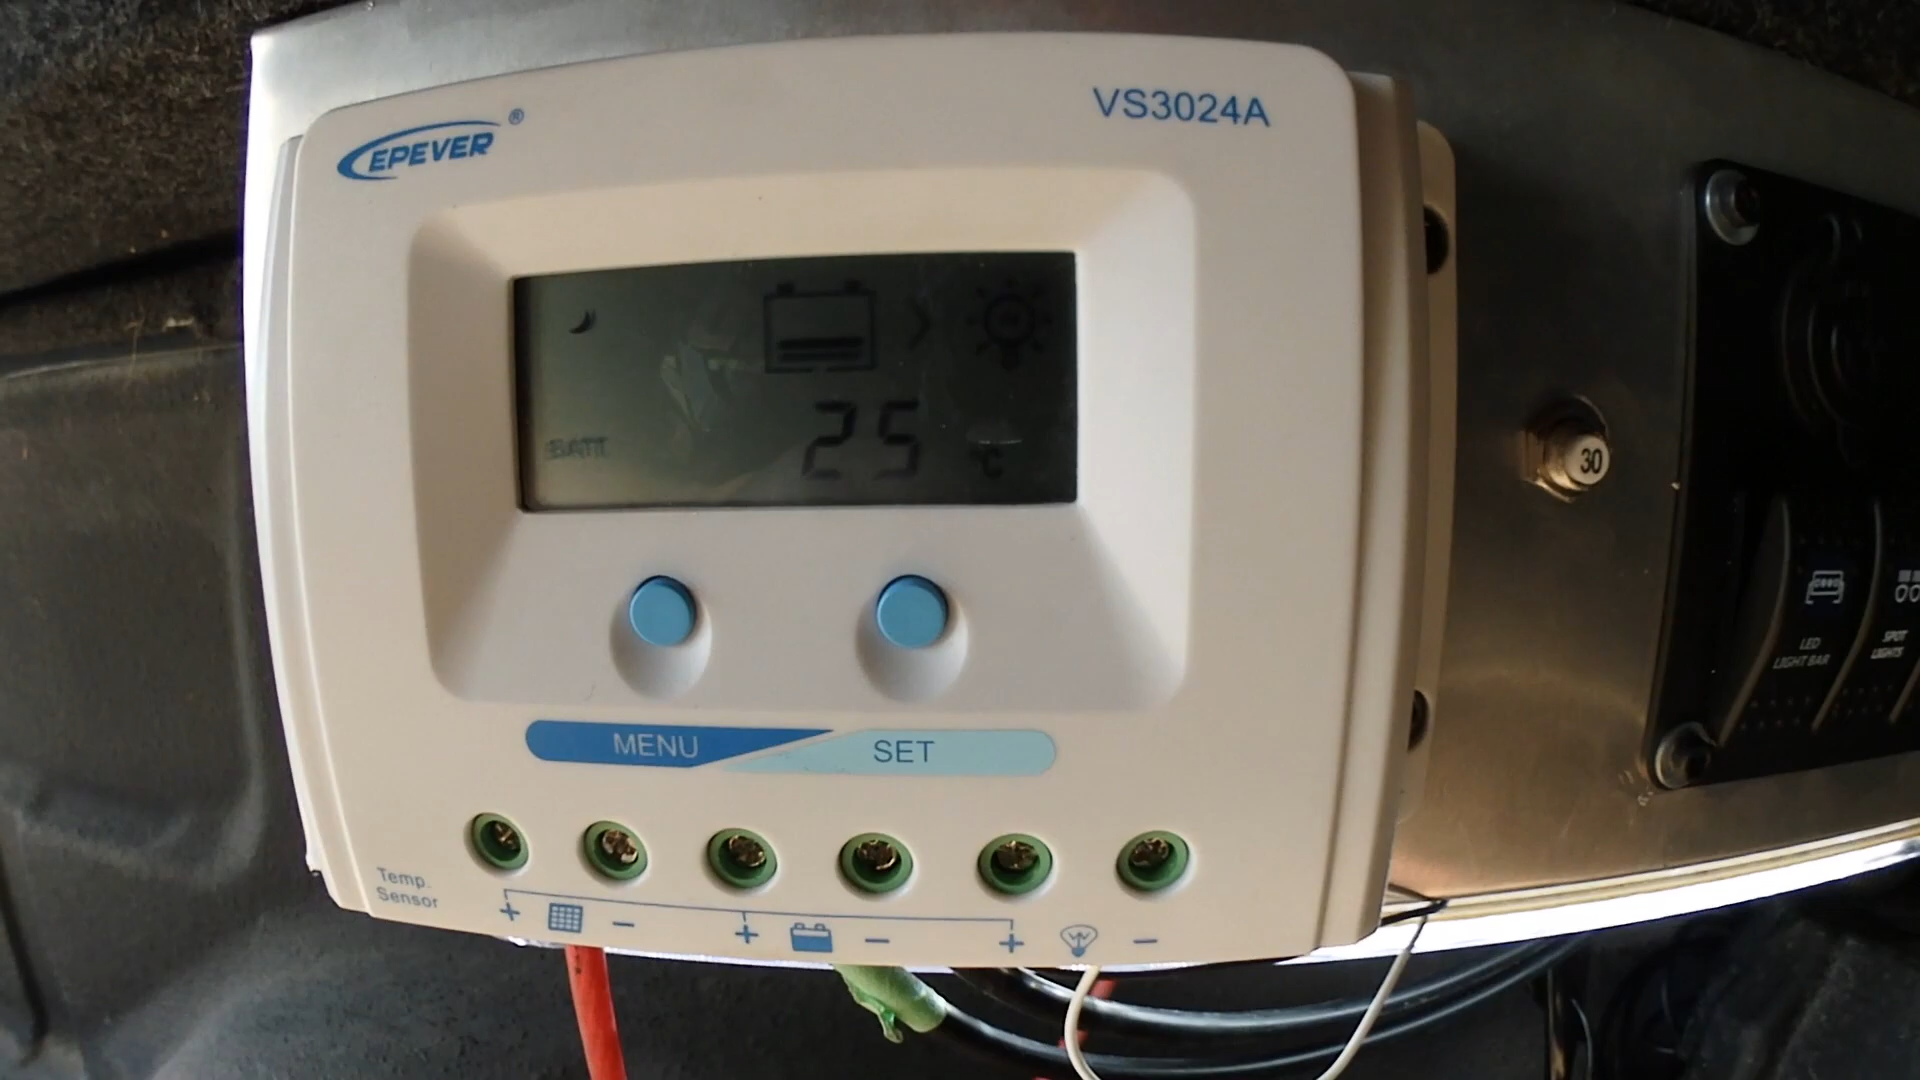 EPEVER®
VS3024A
BATT
25 °C
MENU
SET
Temp.
Sensor
+ − + − + −
30
LED
LIGHT BAR
SPOT
LIGHTS